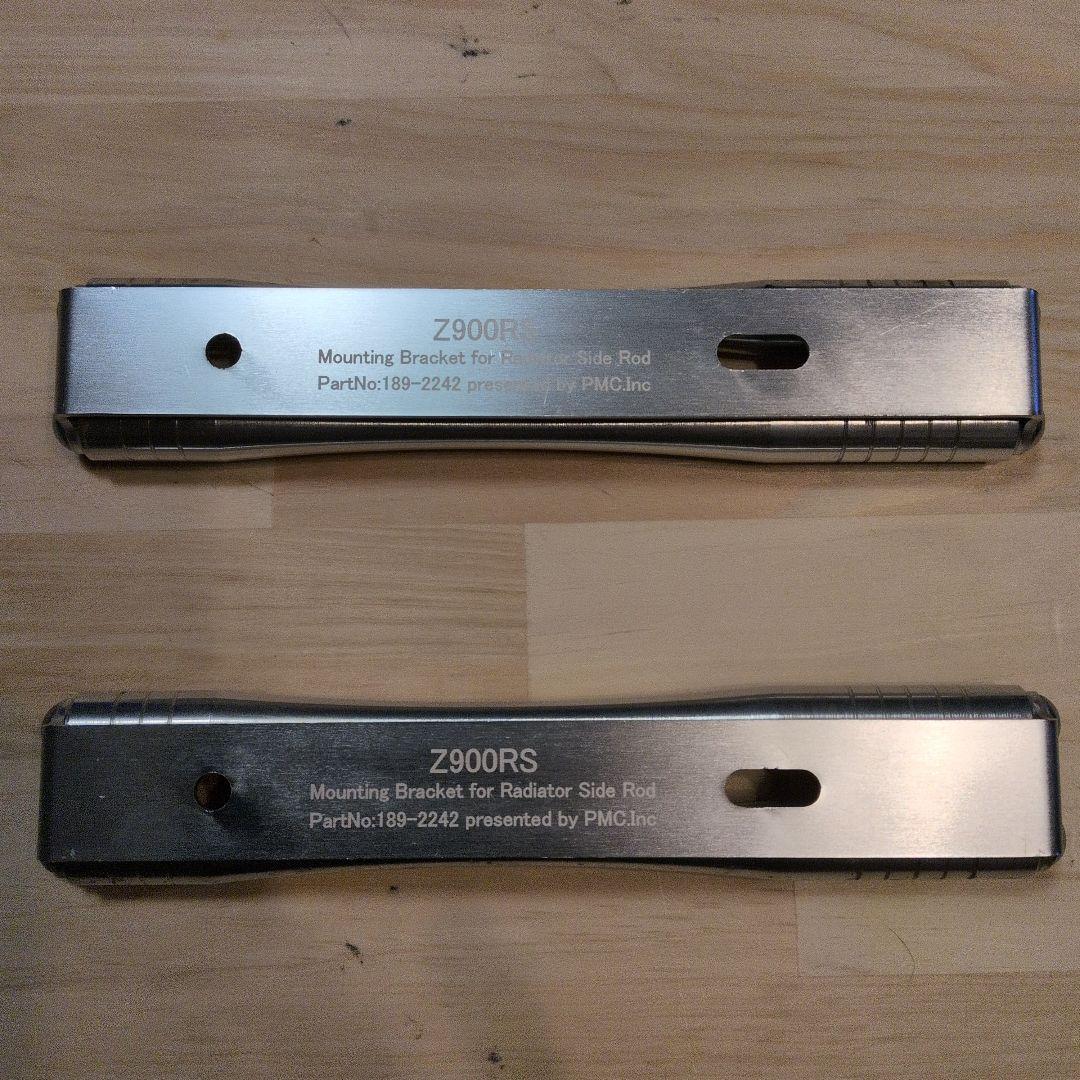 Z900RS
Mounting Bracket for Radiator Side Rod
PartNo:189-2242 presented by PMC.Inc
Z900RS
Mounting Bracket for Radiator Side Rod
PartNo:189-2242 presented by PMC.Inc